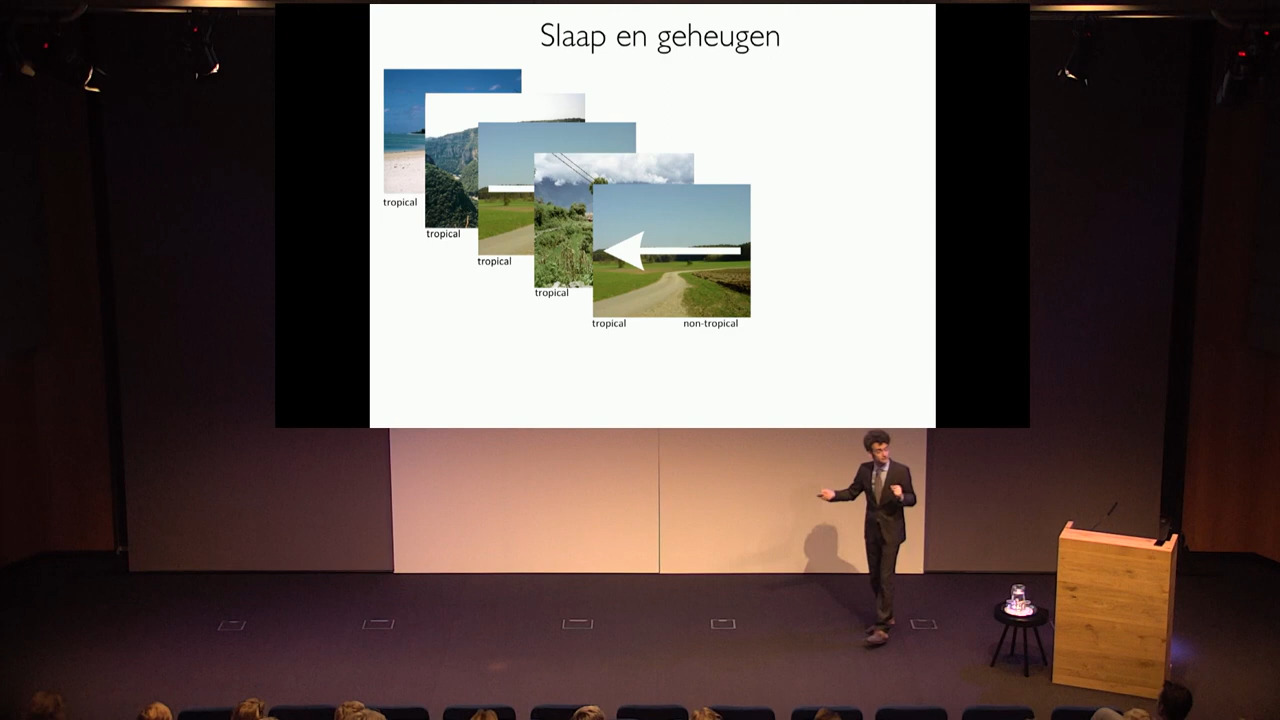 Slaap en geheugen
tropical
tropical
tropical
tropical
tropical non-tropical